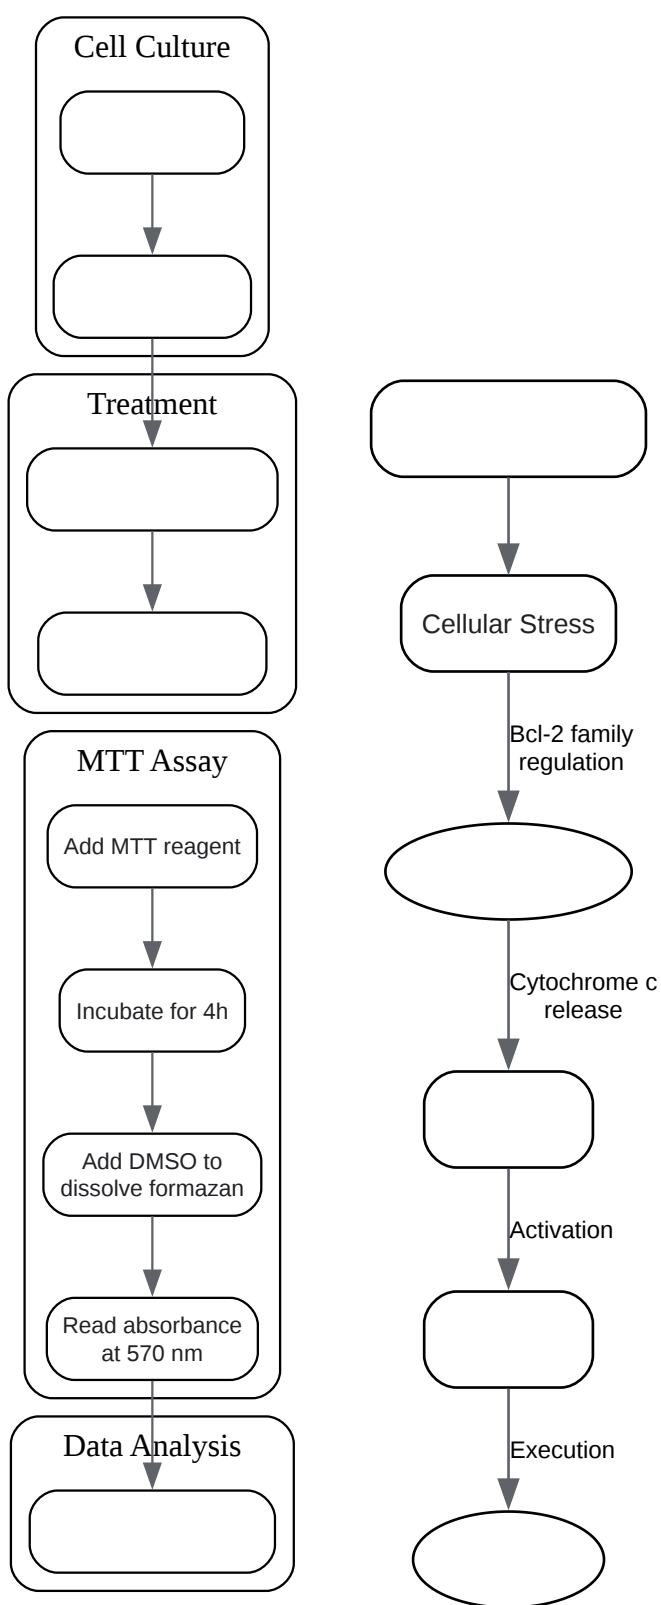 Cell Culture
Treatment
MTT Assay
Add MTT reagent
Incubate for 4h
Add DMSO to
dissolve formazan
Read absorbance
at 570 nm
Data Analysis
Cellular Stress
Bcl-2 family
regulation
Cytochrome c
release
Activation
Execution